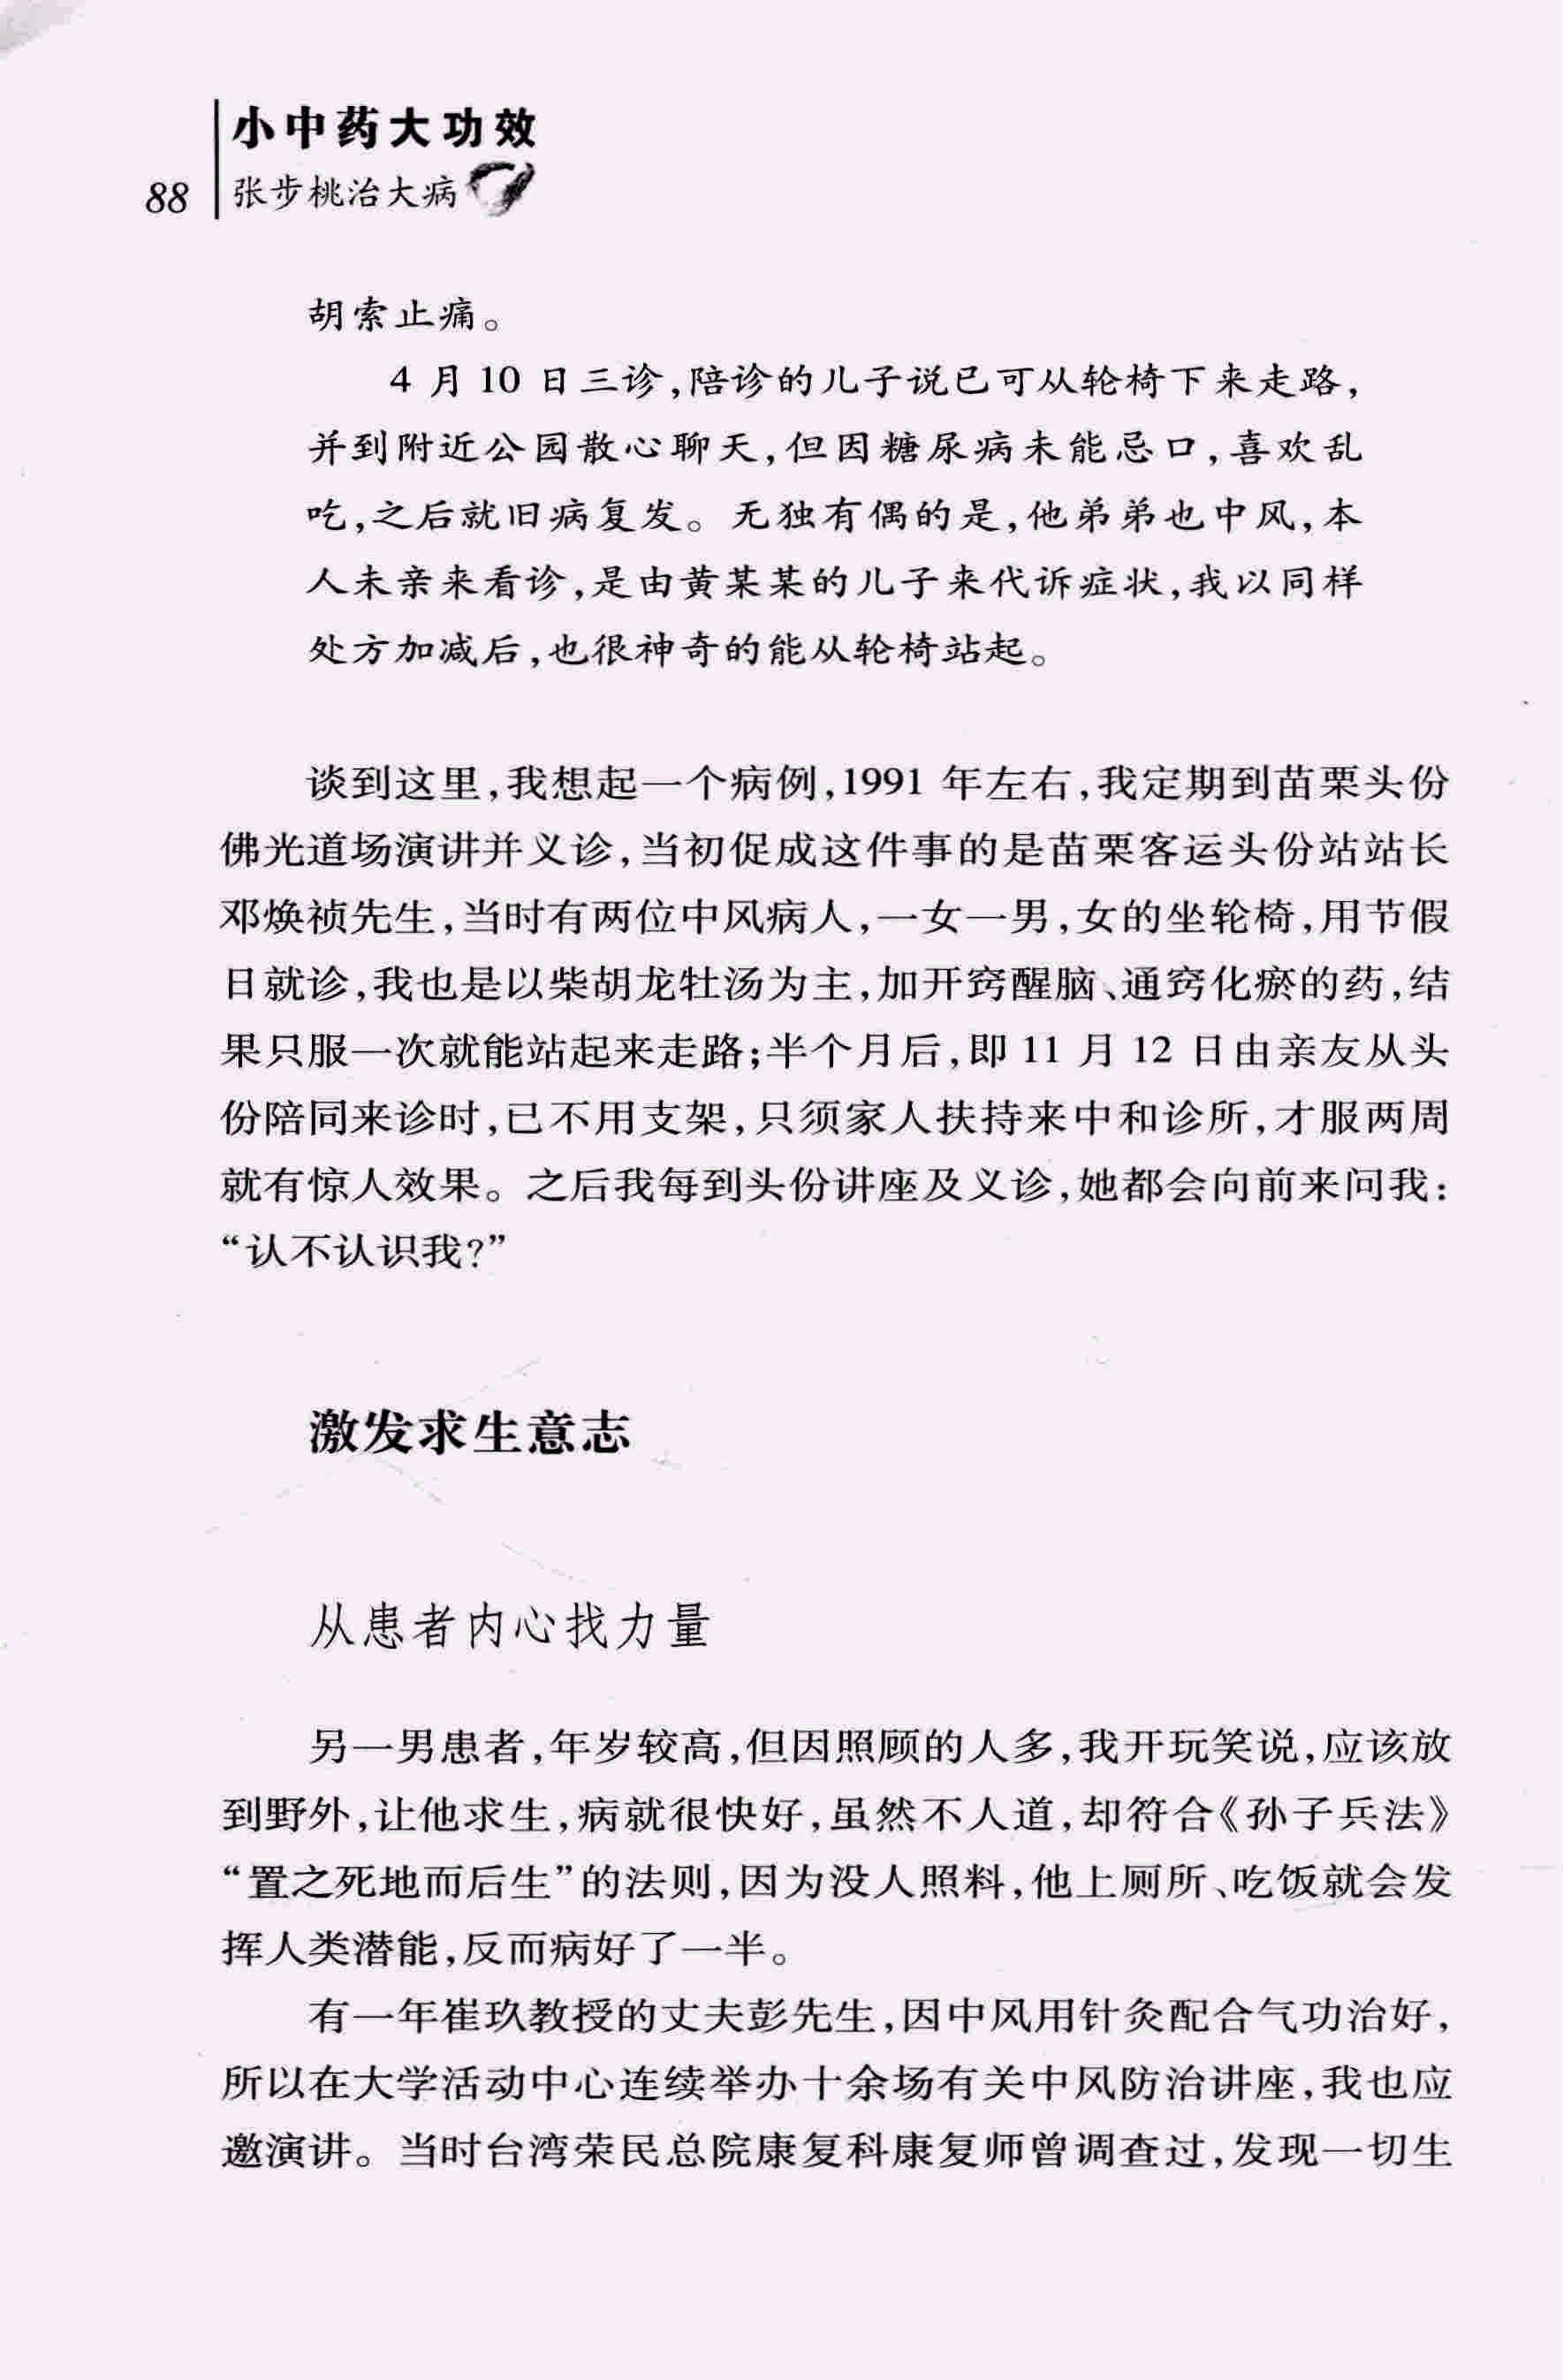 小中药大功效
88
张步桃治大病
胡索止痛。
4 月 10 日三诊,陪诊的儿子说已可从轮椅下来走路,
并到附近公园散心聊天,但因糖尿病未能忌口,喜欢乱
吃,之后就旧病复发。无独有偶的是,他弟弟也中风,本
人未亲来看诊,是由黄某某的儿子来代诉症状,我以同样
处方加减后,也很神奇的能从轮椅站起。
谈到这里,我想起一个病例,1991 年左右,我定期到苗栗头份
佛光道场演讲并义诊,当初促成这件事的是苗栗客运头份站站长
邓焕祯先生,当时有两位中风病人,一女一男,女的坐轮椅,用节假
日就诊,我也是以柴胡龙牡汤为主,加开窍醒脑、通窍化瘀的药,结
果只服一次就能站起来走路;半个月后,即 11 月 12 日由亲友从头
份陪同来诊时,已不用支架,只须家人扶持来中和诊所,才服两周
就有惊人效果。之后我每到头份讲座及义诊,她都会向前来问我:
“认不认识我?”
激发求生意志
从患者内心找力量
另一男患者,年岁较高,但因照顾的人多,我开玩笑说,应该放
到野外,让他求生,病就很快好,虽然不人道,却符合《孙子兵法》
“置之死地而后生”的法则,因为没人照料,他上厕所、吃饭就会发
挥人类潜能,反而病好了一半。
有一年崔玖教授的丈夫彭先生,因中风用针灸配合气功治好,
所以在大学活动中心连续举办十余场有关中风防治讲座,我也应
邀演讲。当时台湾荣民总院康复科康复师曾调查过,发现一切生